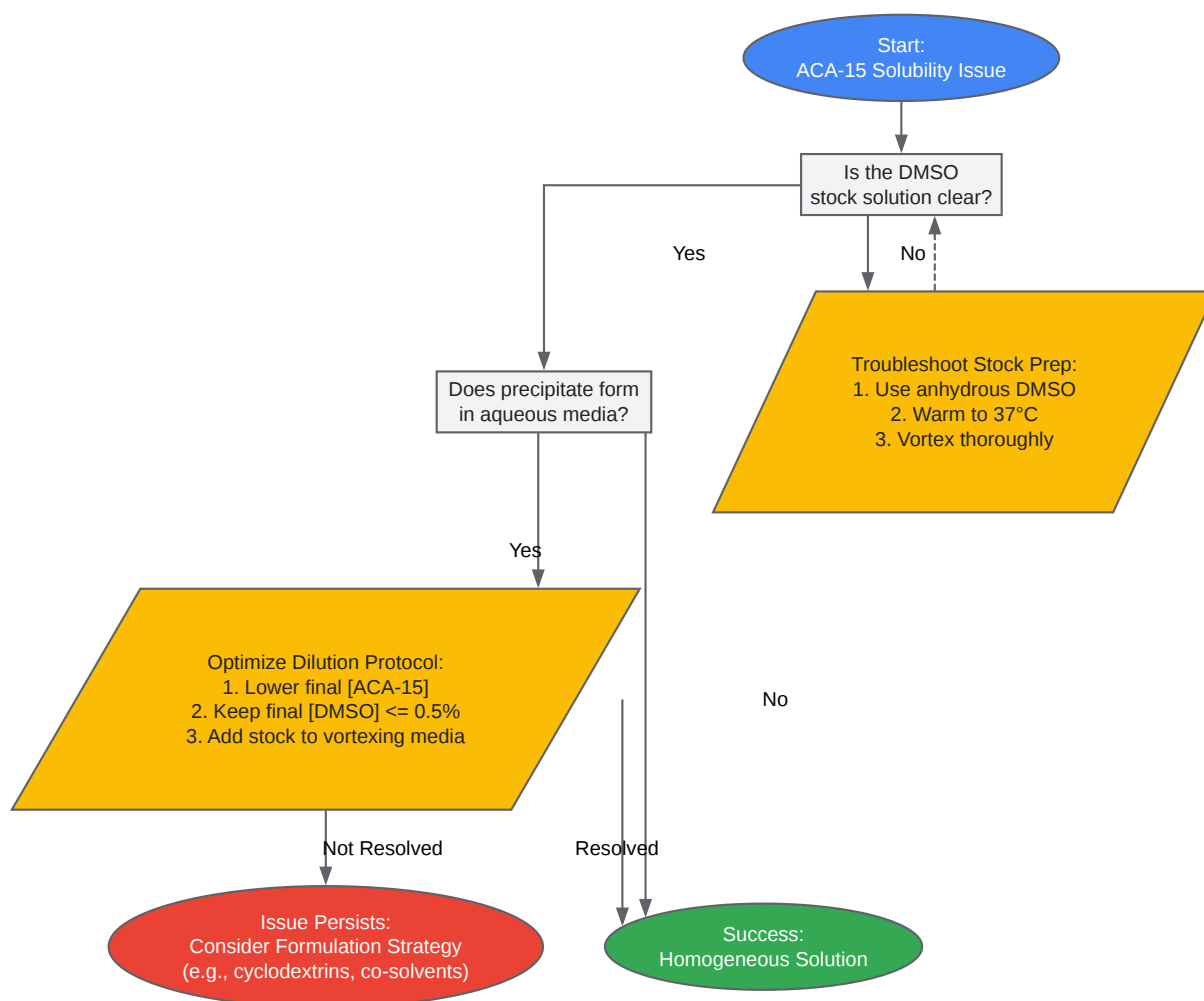 Start:
ACA-15 Solubility Issue
Is the DMSO
stock solution clear?
Yes
No
Troubleshoot Stock Prep:
1. Use anhydrous DMSO
2. Warm to 37°C
3. Vortex thoroughly
Does precipitate form
in aqueous media?
Yes
No
Optimize Dilution Protocol:
1. Lower final [ACA-15]
2. Keep final [DMSO] <= 0.5%
3. Add stock to vortexing media
Not Resolved
Resolved
Issue Persists:
Consider Formulation Strategy
(e.g., cyclodextrins, co-solvents)
Success:
Homogeneous Solution